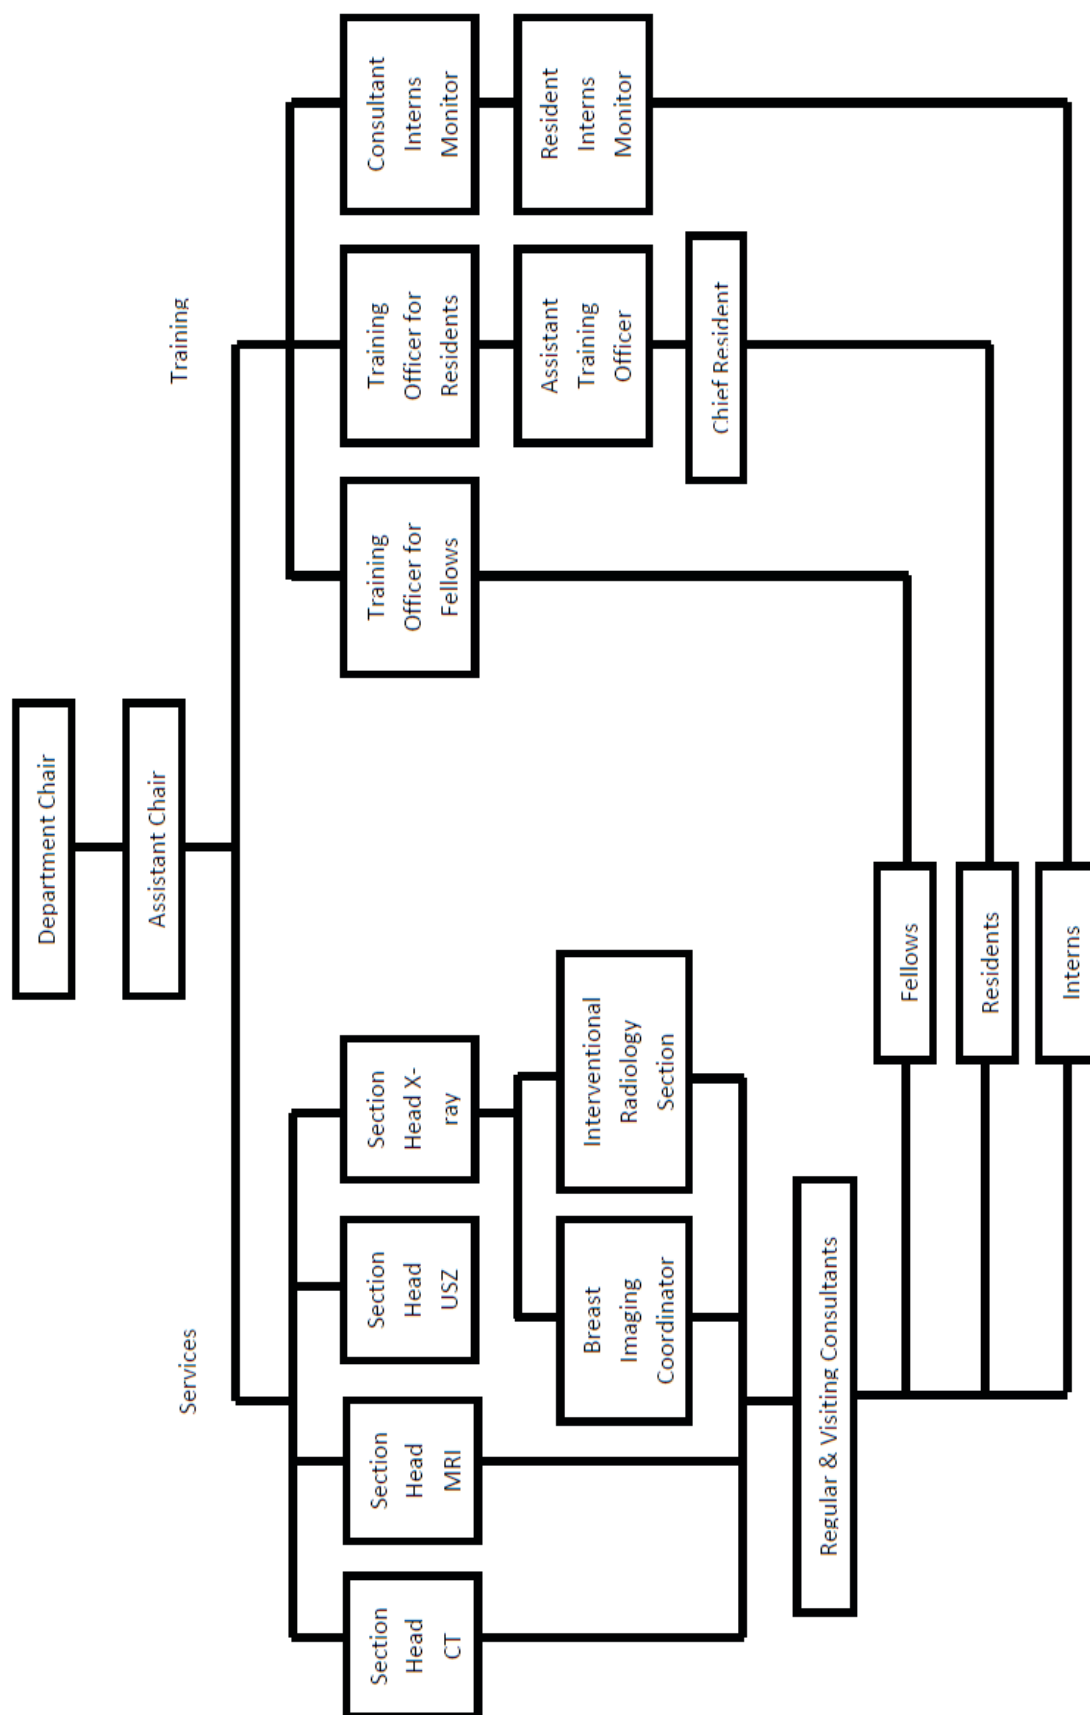 Department Chair
Assistant Chair
Services
Training
Section
Head
CT
Section
Head
MRI
Section
Head
USZ
Section
Head X-
ray
Training
Officer for
Fellows
Training
Officer for
Residents
Consultant
Interns
Monitor
Breast
Imaging
Coordinator
Interventional
Radiology
Section
Assistant
Training
Officer
Resident
Interns
Monitor
Chief Resident
Regular & Visiting Consultants
Fellows
Residents
Interns